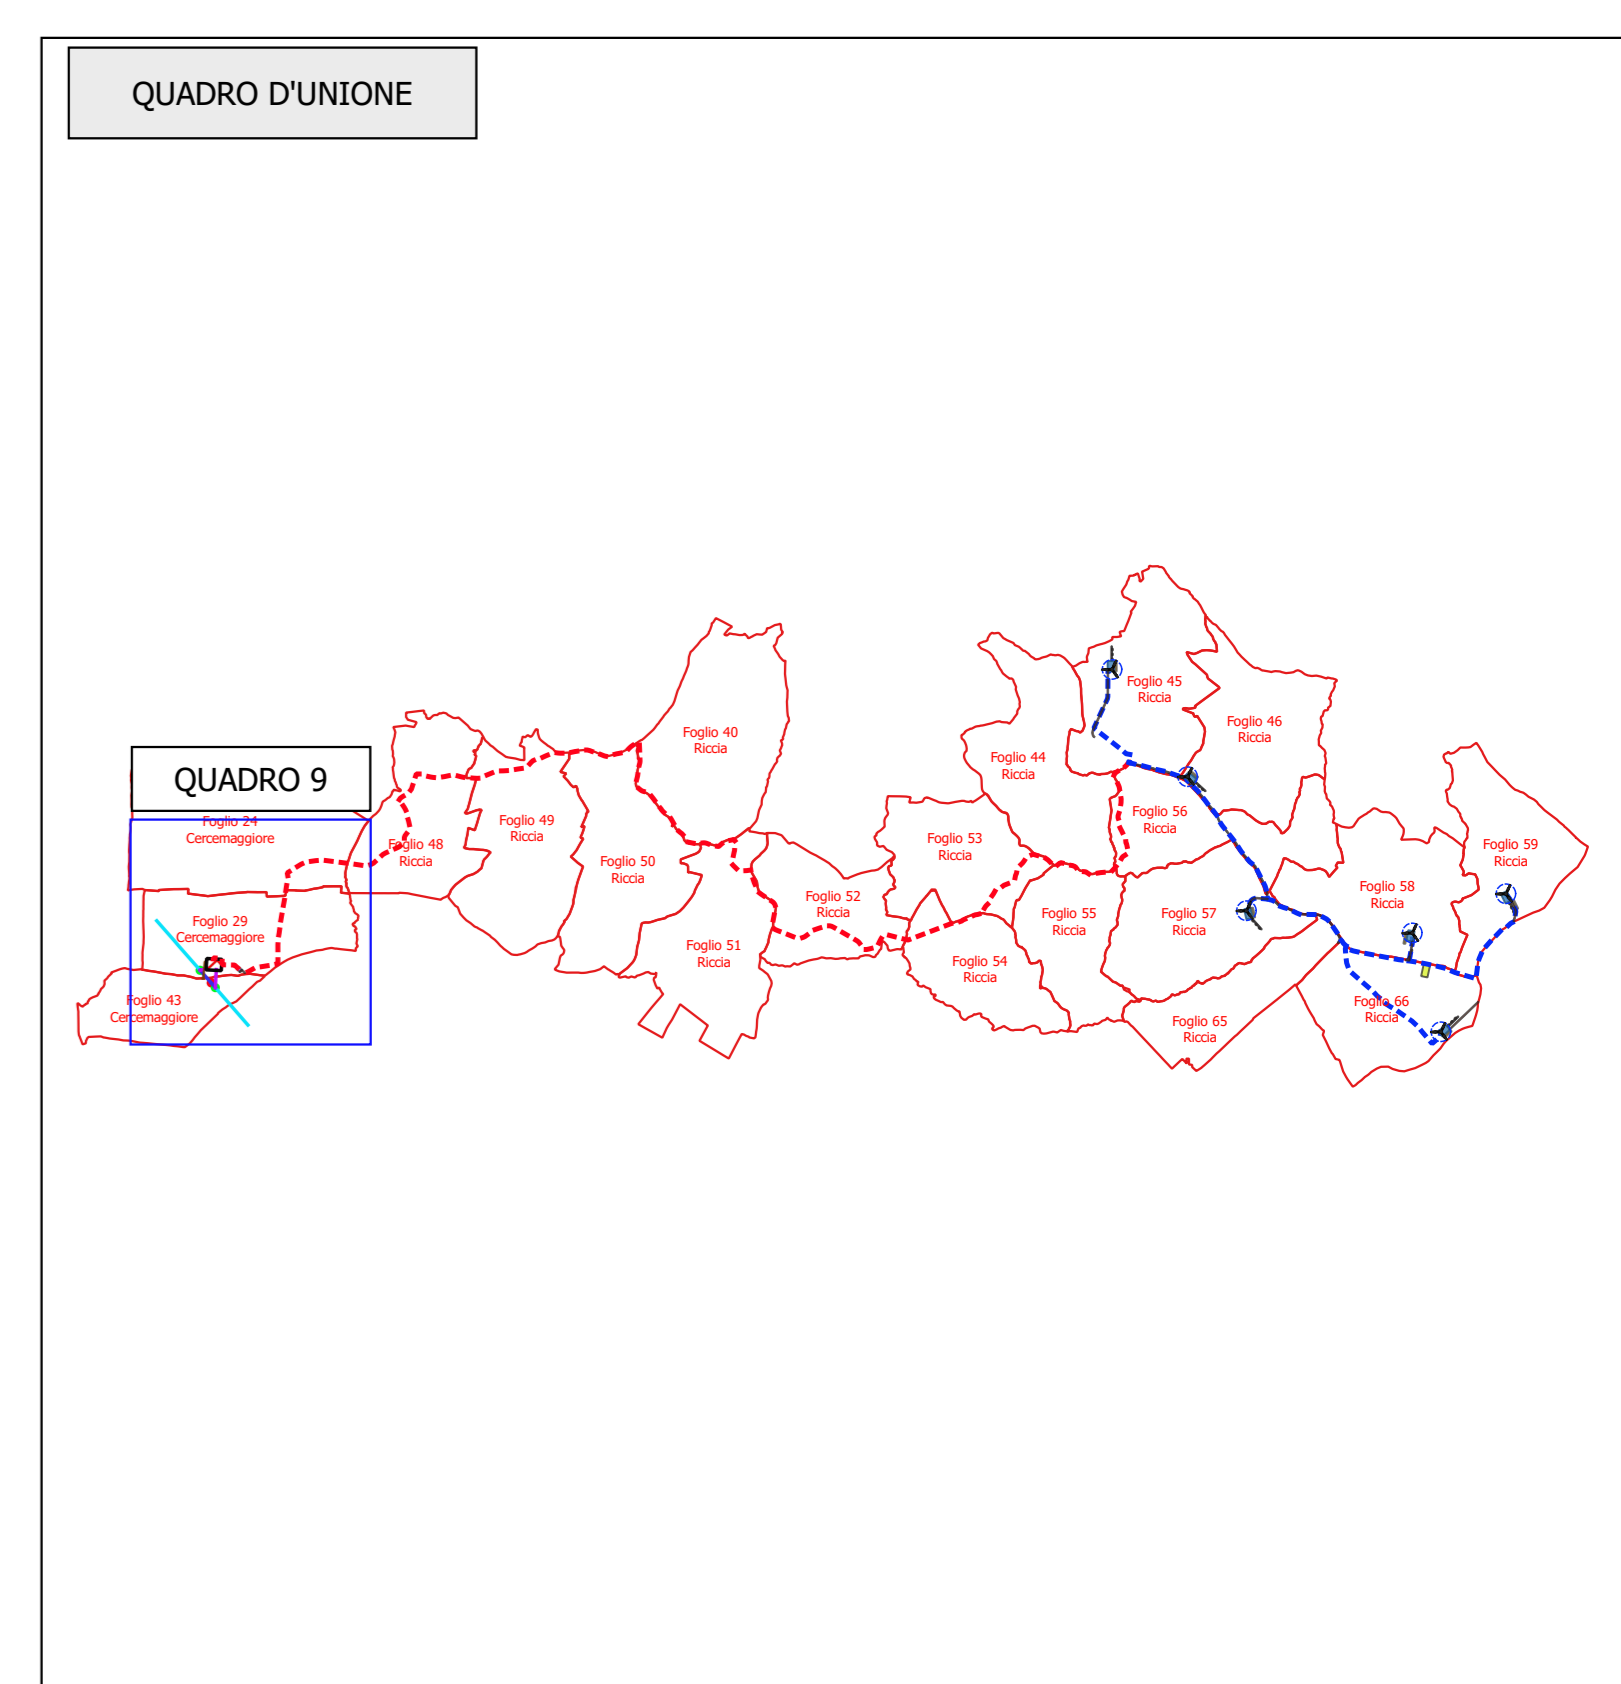 QUADRO D'UNIONE
Foglio 45
Riccia
Foglio 46
Riccia
Foglio 40
Riccia
Foglio 44
Riccia
QUADRO 9
Foglio 24
Cercemaggiore
Foglio 48
Riccia
Foglio 49
Riccia
Foglio 50
Riccia
Foglio 53
Riccia
Foglio 56
Riccia
Foglio 59
Riccia
Foglio 58
Riccia
Foglio 52
Riccia
Foglio 55
Riccia
Foglio 57
Riccia
Foglio 29
Cercemaggiore
Foglio 51
Riccia
Foglio 54
Riccia
Foglio 43
Cercemaggiore
Foglio 66
Riccia
Foglio 65
Riccia